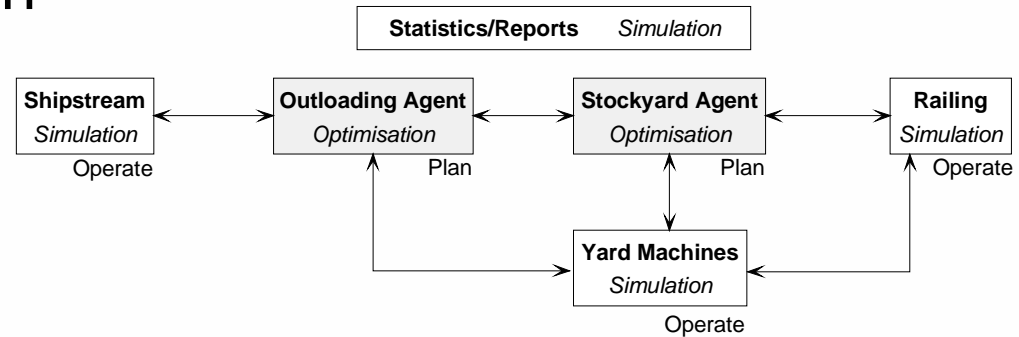 Statistics/Reports Simulation
Shipstream
Simulation
Operate
Outloading Agent
Optimisation
Plan
Stockyard Agent
Optimisation
Plan
Railing
Simulation
Operate
Yard Machines
Simulation
Operate